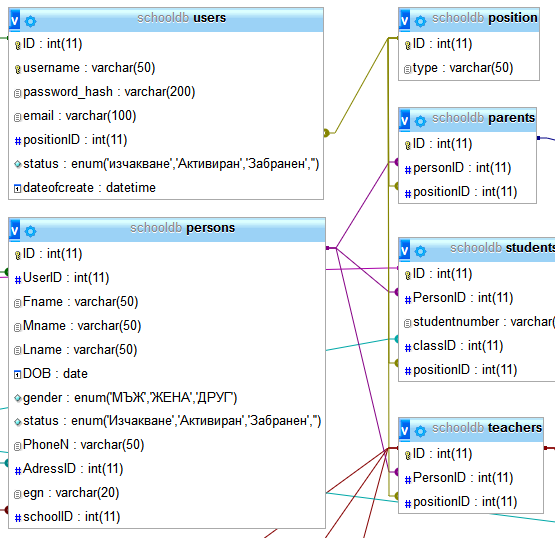 schooldb users
ID : int(11)
username : varchar(50)
password_hash : varchar(200)
email : varchar(100)
positionID : int(11)
status : enum('изчакване','Активиран','Забранен','')
dateofcreate : datetime
schooldb persons
ID : int(11)
UserID : int(11)
Fname : varchar(50)
Mname : varchar(50)
Lname : varchar(50)
DOB : date
gender : enum('МЪЖ','ЖЕНА','ДРУГ')
status : enum('Изчакване','Активиран','Забранен','')
PhoneN : varchar(50)
AdressID : int(11)
egn : varchar(20)
schoolID : int(11)
schooldb position
ID : int(11)
type : varchar(50)
schooldb parents
ID : int(11)
personID : int(11)
positionID : int(11)
schooldb students
ID : int(11)
PersonID : int(11)
studentnumber : varchar(
classID : int(11)
positionID : int(11)
schooldb teachers
ID : int(11)
PersonID : int(11)
positionID : int(11)